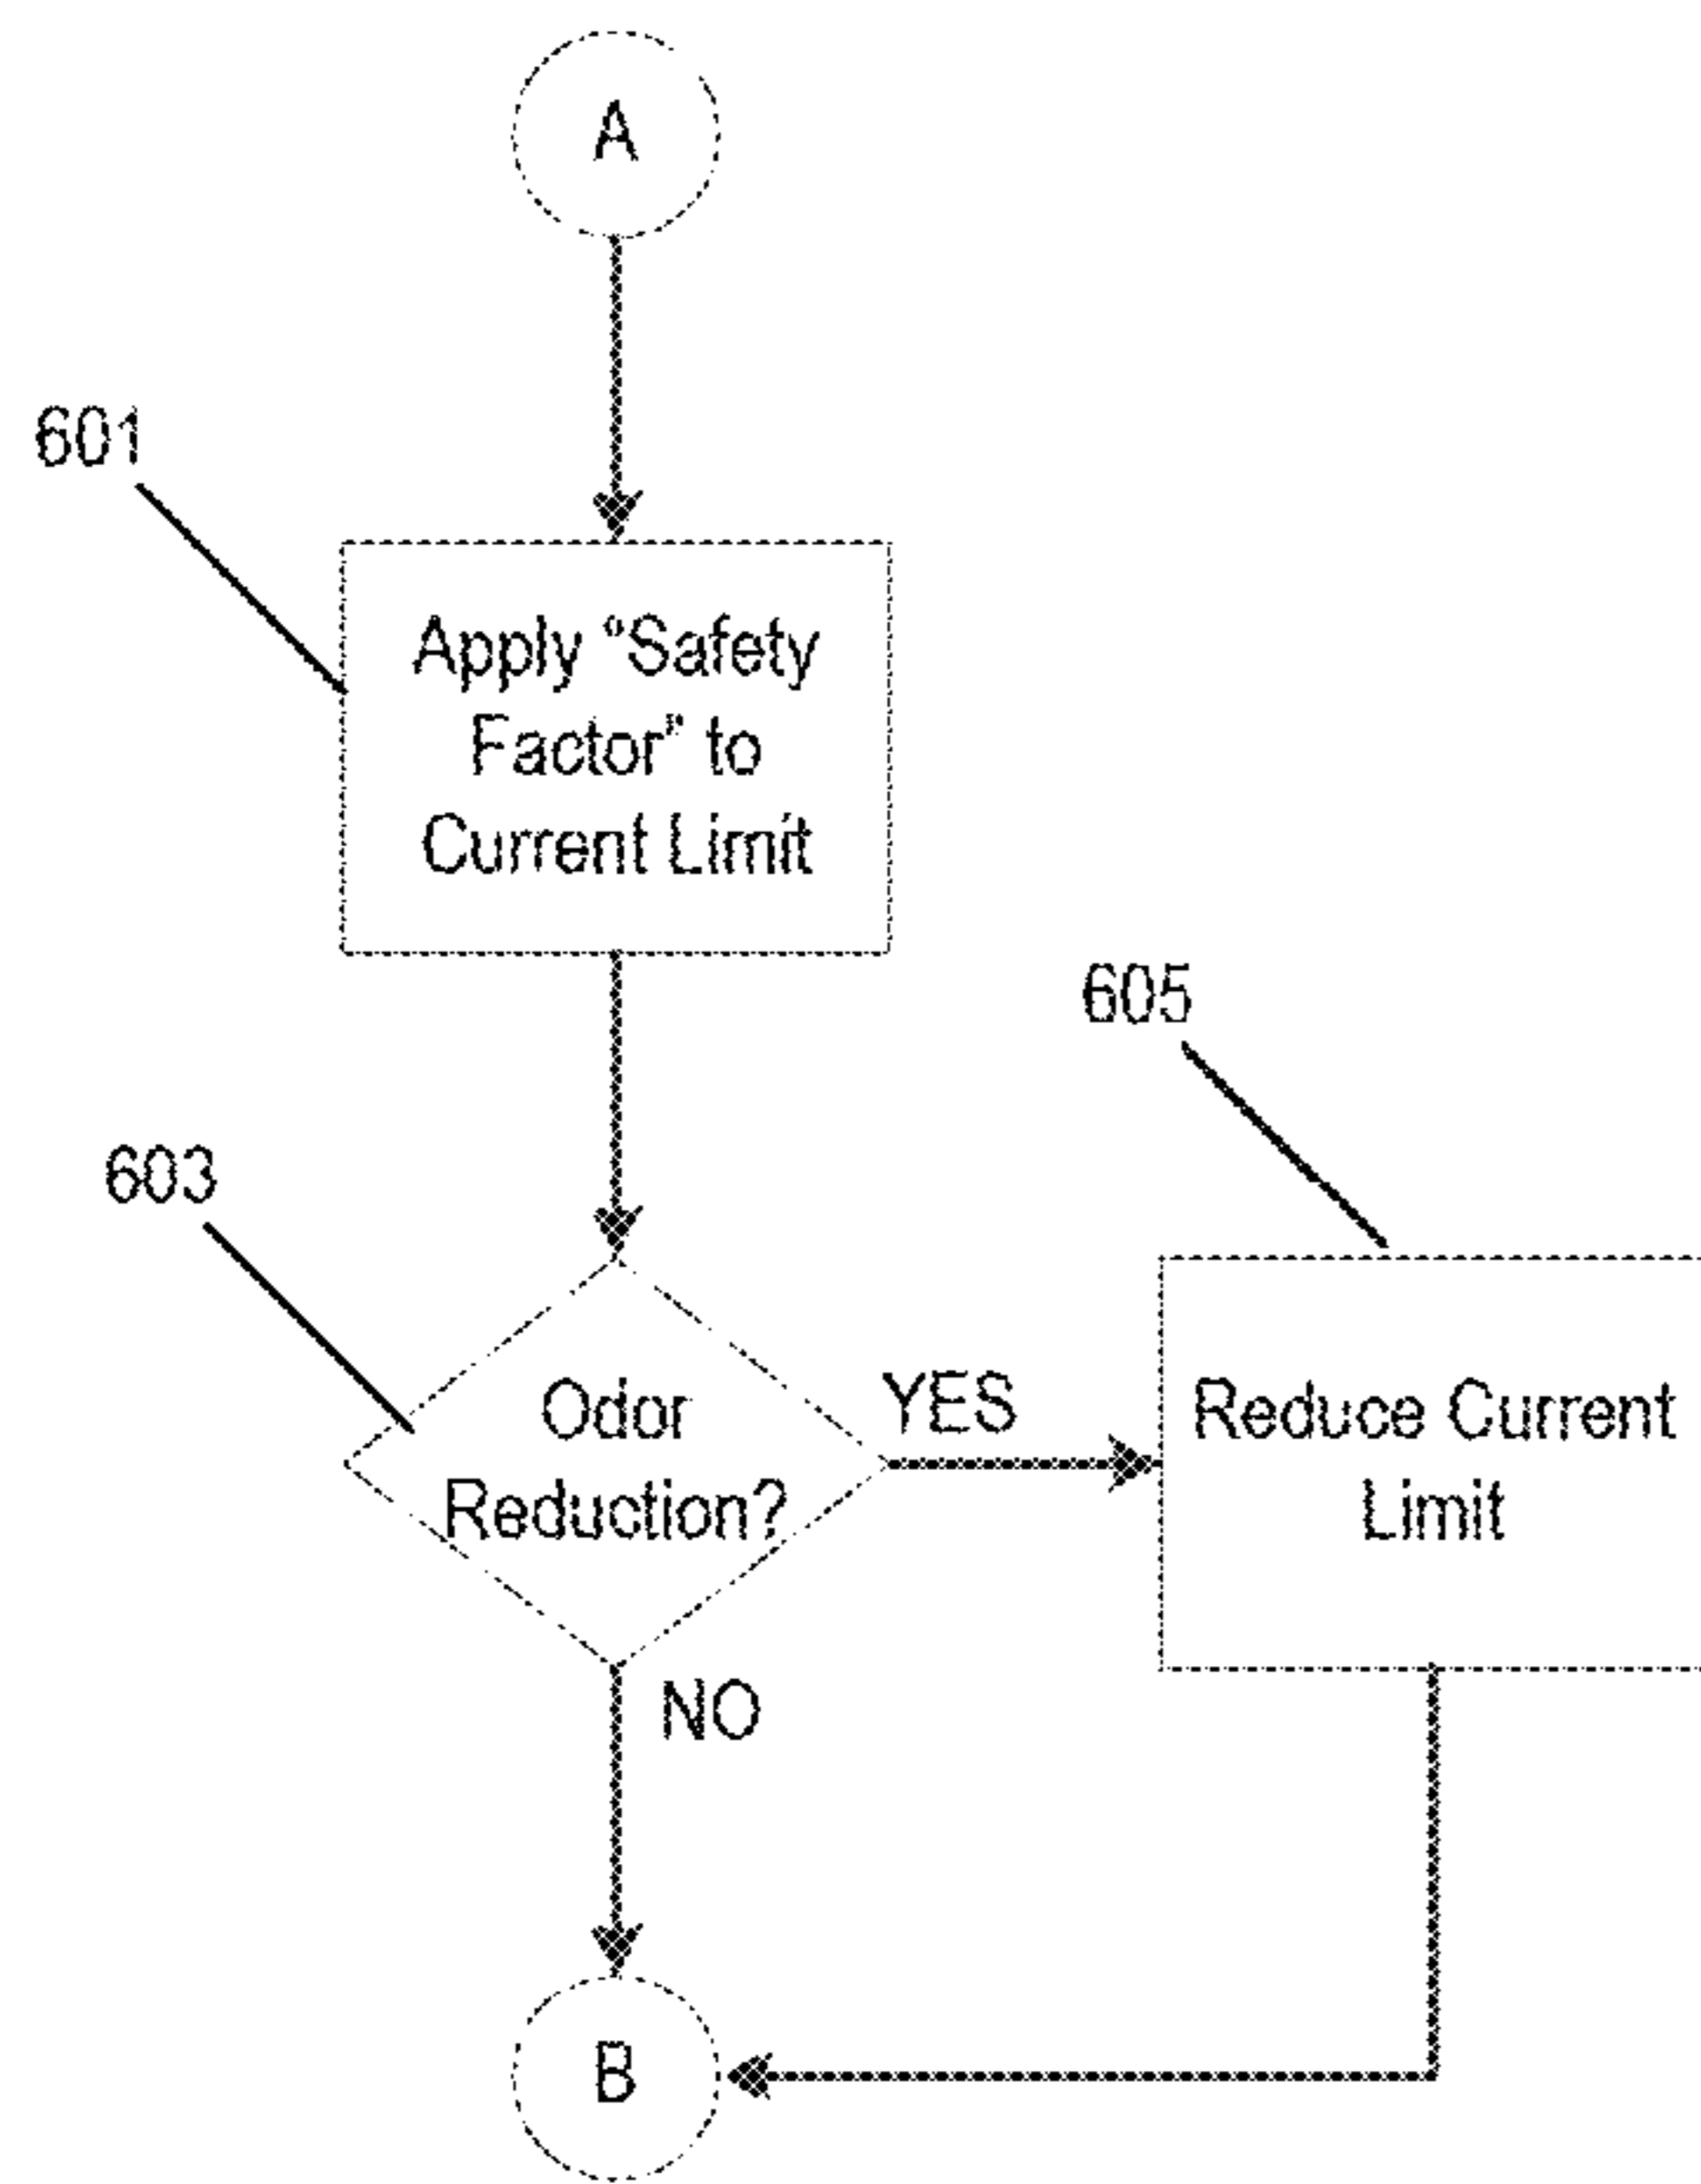 A
601
Apply “Safety
Factor” to
Current Limit
605
603
Odor
Reduction?
YES
Reduce Current
Limit
NO
B